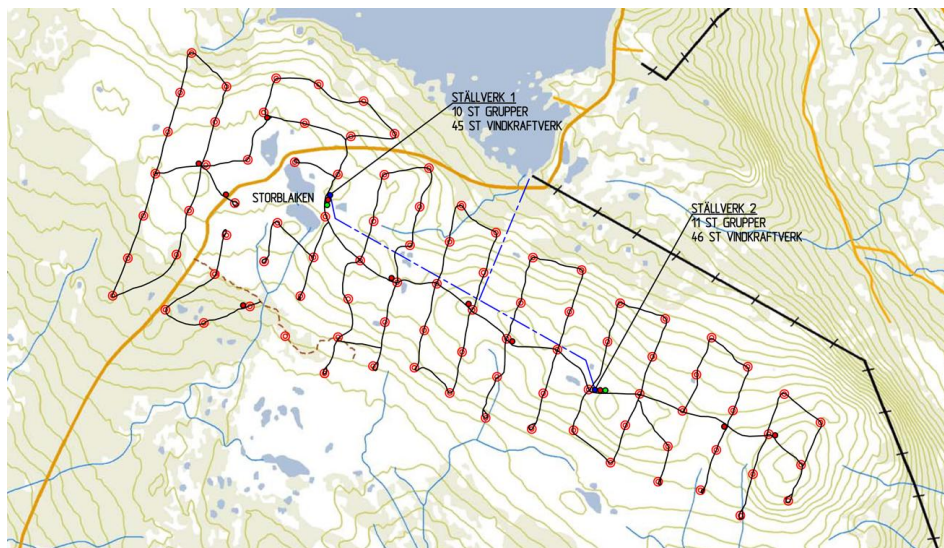 STÄLLVERK 1
10 ST GRUPPER
45 ST VINDKRAFTVERK
STORBLAIKEN
STÄLLVERK 2
11 ST GRUPPER
46 ST VINDKRAFTVERK